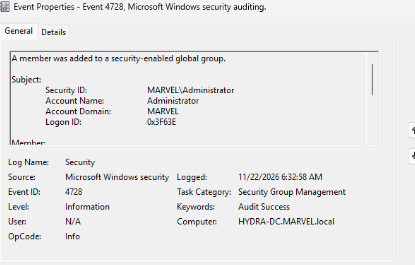 Event Properties - Event 4728, Microsoft Windows security auditing.
General Details
A member was added to a security-enabled global group.
Subject:
Security ID: MARVEL\Administrator
Account Name: Administrator
Account Domain: MARVEL
Logon ID: 0x3F63E
Member:
Log Name: Security
Source: Microsoft Windows security Logged: 11/22/2026 6:32:58 AM
Event ID: 4728 Task Category: Security Group Management
Level: Information Keywords: Audit Success
User: N/A Computer: HYDRA-DC.MARVEL.local
OpCode: Info